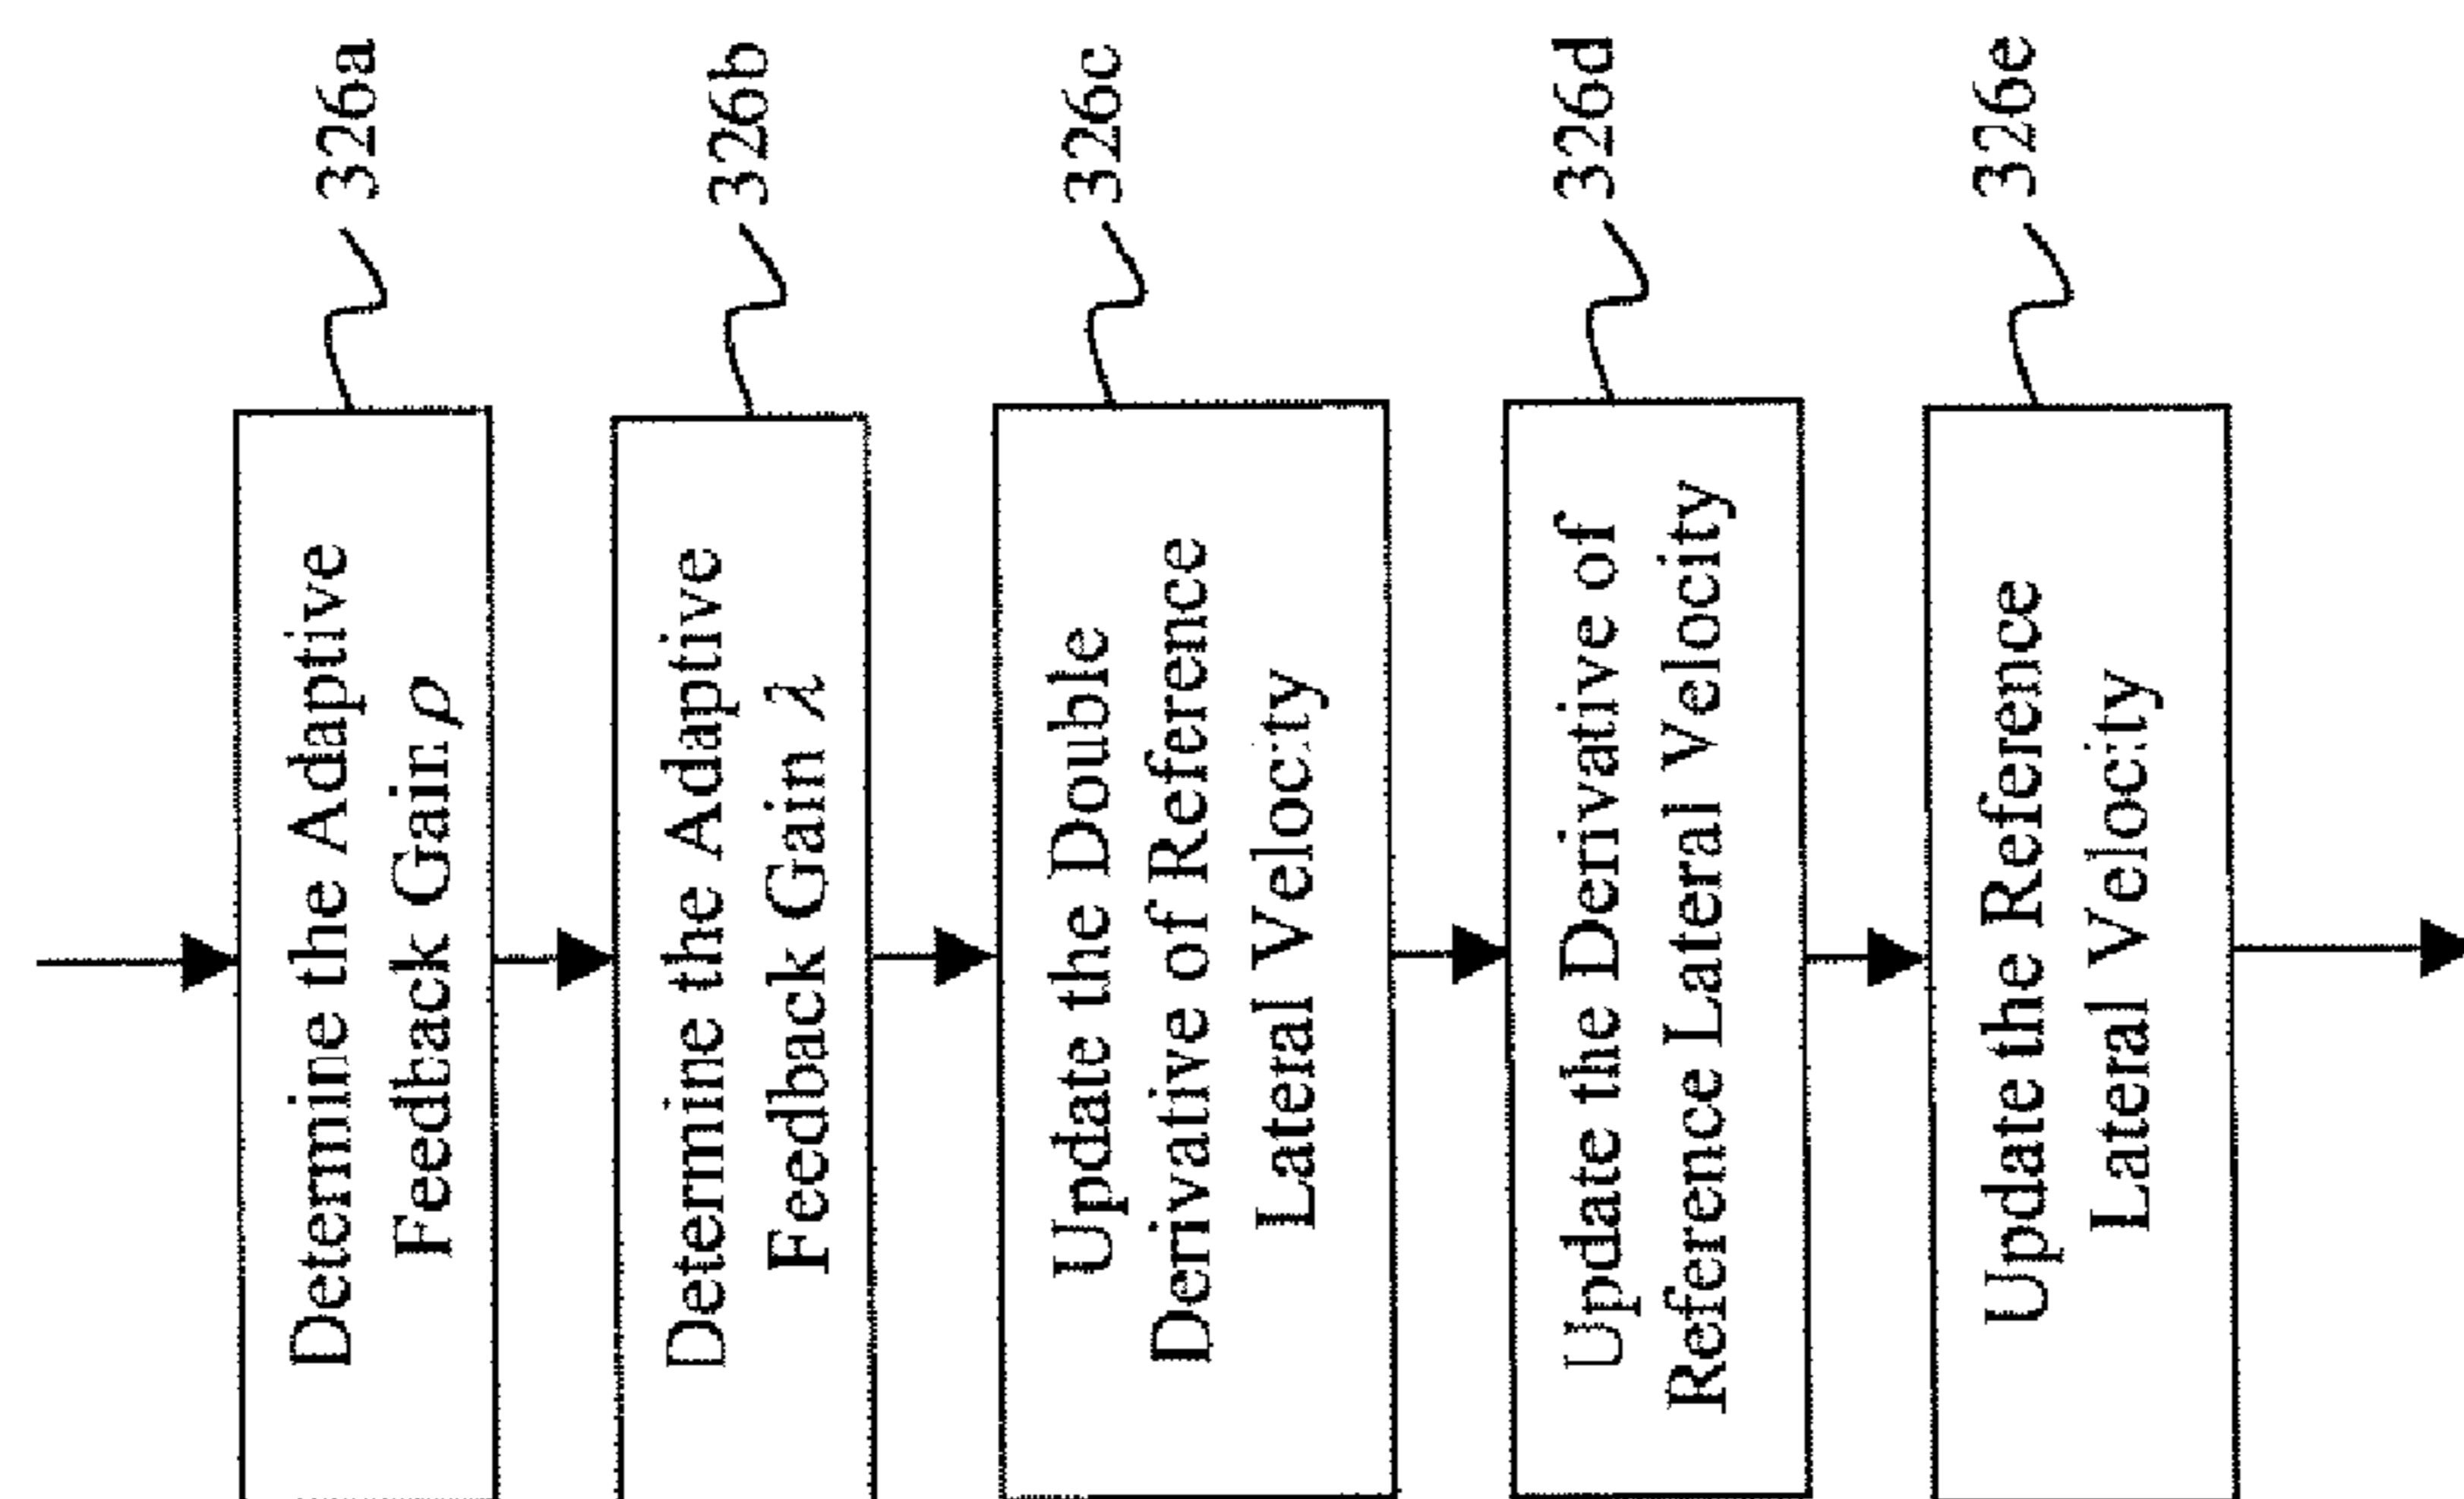 Determine the Adaptive
Feedback Gain ρ
326a
Determine the Adaptive
Feedback Gain λ
326b
Update the Double
Derivative of Reference
Lateral Velocity
326c
Update the Derivative of
Reference Lateral Velocity
326d
Update the Reference
Lateral Velocity
326e